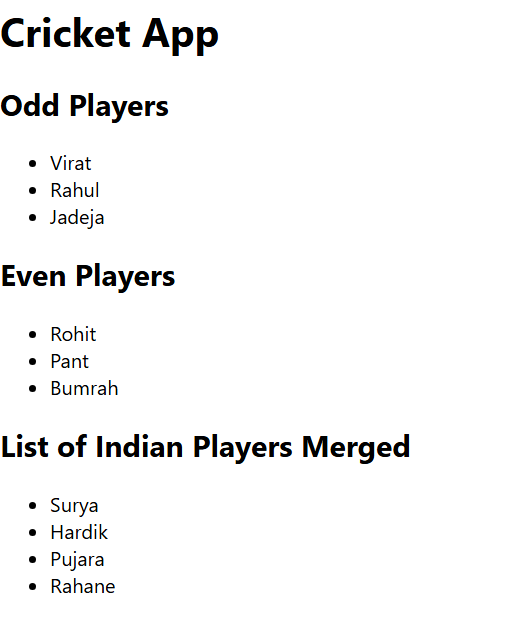 Cricket App
Odd Players
Virat
Rahul
Jadeja
Even Players
Rohit
Pant
Bumrah
List of Indian Players Merged
Surya
Hardik
Pujara
Rahane